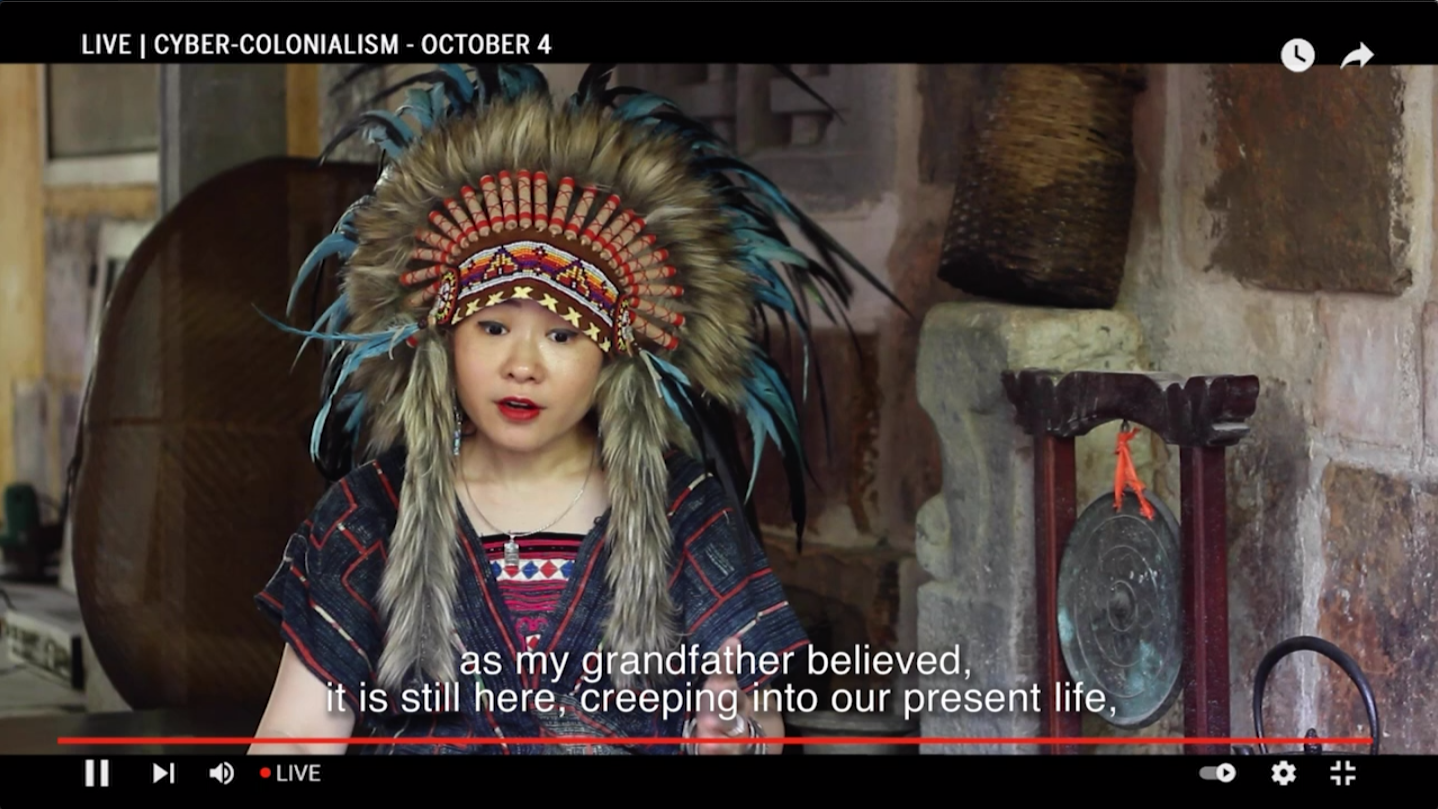 LIVE | CYBER-COLONIALISM - OCTOBER 4
as my grandfather believed,
it is still here, creeping into our present life,
LIVE